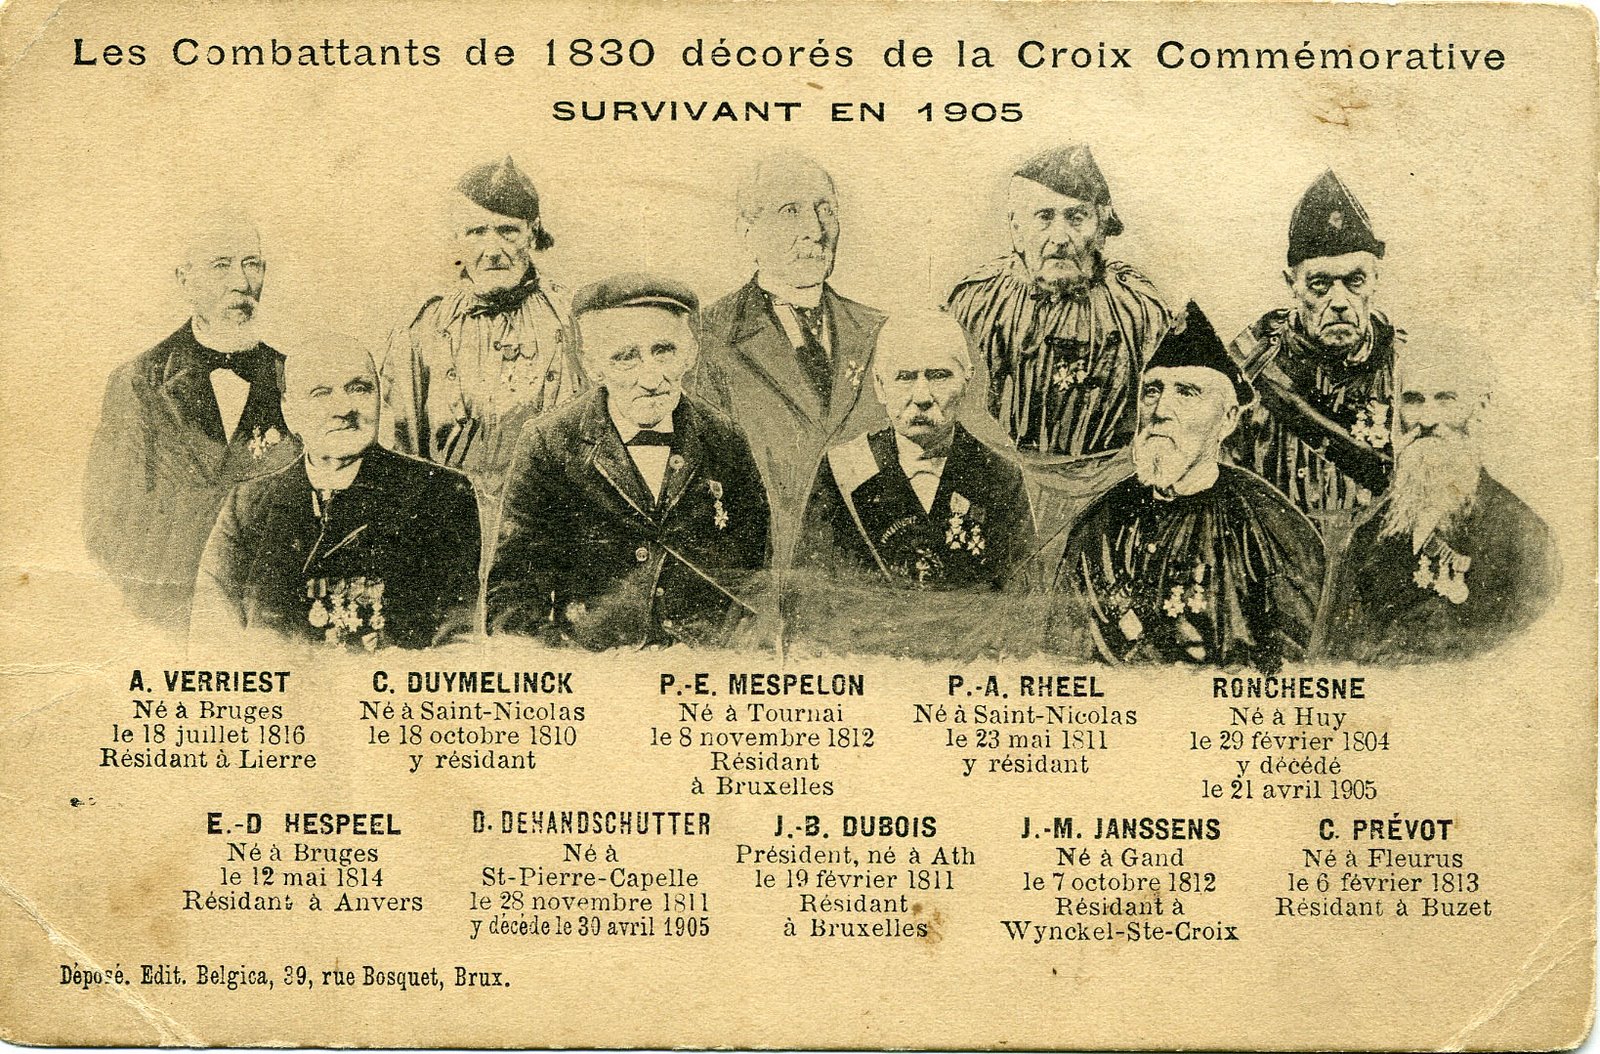 Les Combattants de 1830 décorés de la Croix Commémorative
SURVIVANT EN 1905
A. VERRIEST
Né à Bruges
le 18 juillet 1816
Résidant à Lierre
C. DUYMELINCK
Né à Saint-Nicolas
le 18 octobre 1810
y résidant
P.-E. MESPELON
Né à Tournai
le 8 novembre 1812
Résidant
à Bruxelles
P.-A. RHEEL
Né à Saint-Nicolas
le 23 mai 1811
y résidant
RONCHESNE
Né à Huy
le 29 février 1804
y décédé
le 21 avril 1905
E.-D HESPEEL
Né à Bruges
le 12 mai 1814
Résidant à Anvers
D. DEHANDSCHUTTER
Né à
St-Pierre-Capelle
le 28 novembre 1811
y décéde le 30 avril 1905
J.-B. DUBOIS
Président, né à Ath
le 19 février 1811
Résidant
à Bruxelles
J.-M. JANSSENS
Né à Gand
le 7 octobre 1812
Résidant à
Wynckel-Ste-Croix
C. PRÉVOT
Né à Fleurus
le 6 février 1813
Résidant à Buzet
Déposé. Edit. Belgica, 39, rue Bosquet, Brux.